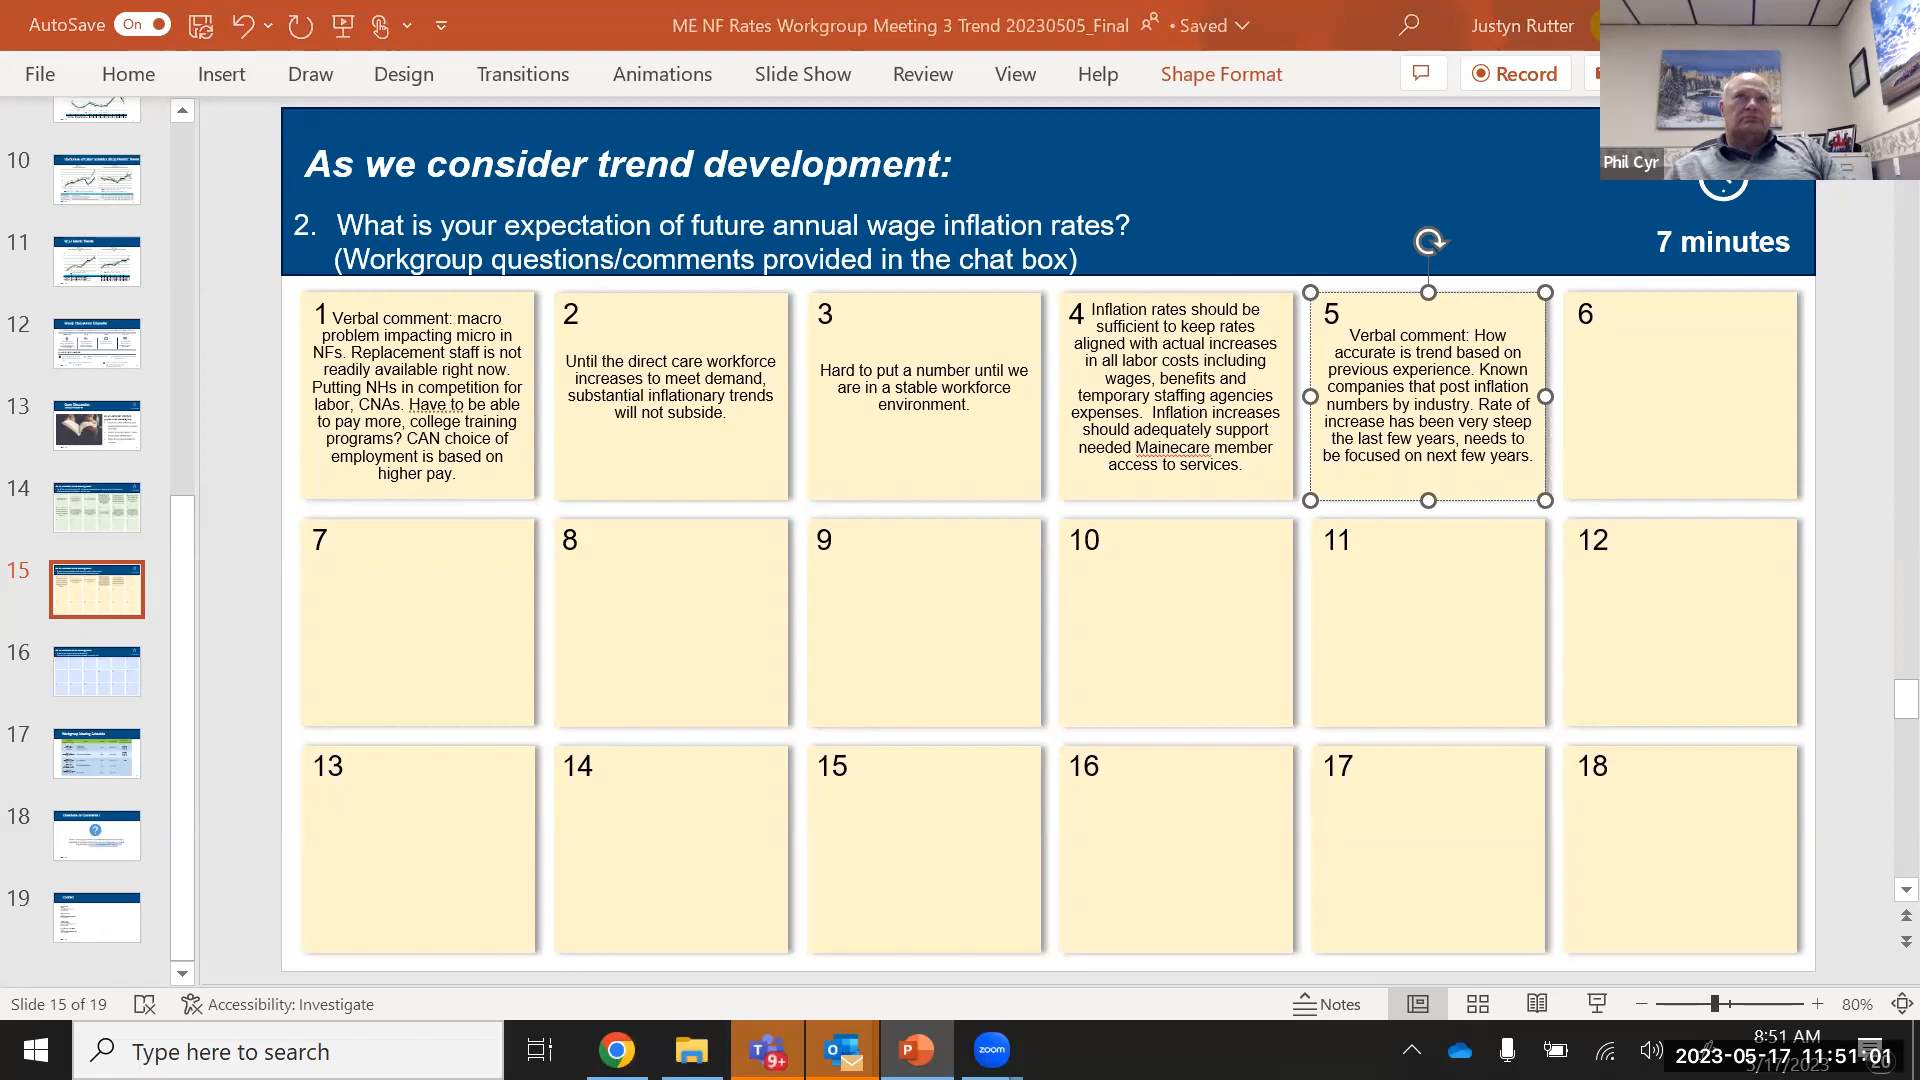 AutoSave On
ME NF Rates Workgroup Meeting 3 Trend 20230505_Final • Saved
Justyn Rutter
File Home Insert Draw Design Transitions Animations Slide Show Review View Help Shape Format
Record
Phil Cyr
As we consider trend development:
2. What is your expectation of future annual wage inflation rates?
(Workgroup questions/comments provided in the chat box)
7 minutes
1 Verbal comment: macro
problem impacting micro in
NFs. Replacement staff is not
readily available right now.
Putting NHs in competition for
labor, CNAs. Have to be able
to pay more, college training
programs? CAN choice of
employment is based on
higher pay.
2
Until the direct care workforce
increases to meet demand,
substantial inflationary trends
will not subside.
3
Hard to put a number until we
are in a stable workforce
environment.
4 Inflation rates should be
sufficient to keep rates
aligned with actual increases
in all labor costs including
wages, benefits and
temporary staffing agencies
expenses. Inflation increases
should adequately support
needed Mainecare member
access to services.
5
Verbal comment: How
accurate is trend based on
previous experience. Known
companies that post inflation
numbers by industry. Rate of
increase has been very steep
the last few years, needs to
be focused on next few years.
6
7
8
9
10
11
12
13
14
15
16
17
18
10
11
12
13
14
15
16
17
18
19
Slide 15 of 19
Accessibility: Investigate
Notes
80%
Type here to search
9+
zoom
8:51 AM
2023-05-17 11:51:01
5/17/2023